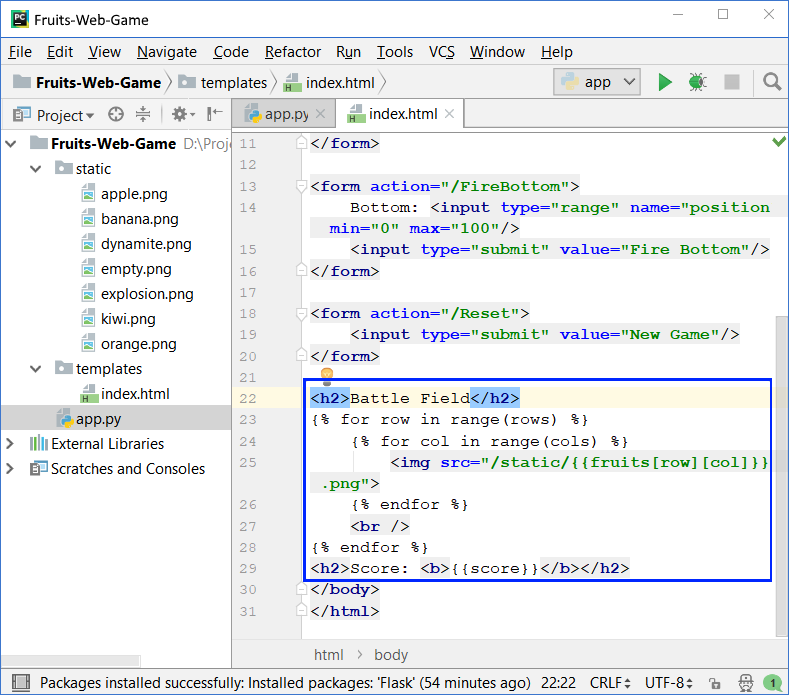 PC Fruits-Web-Game
File Edit View Navigate Code Refactor Run Tools VCS Window Help
Fruits-Web-Game templates H index.html app
Project app.py H index.html
Fruits-Web-Game D:\Proj
static
apple.png
banana.png
dynamite.png
empty.png
explosion.png
kiwi.png
orange.png
templates
H index.html
app.py
External Libraries
Scratches and Consoles
11 </form>
12
13 <form action="/FireBottom">
14 Bottom: <input type="range" name="position
min="0" max="100"/>
15 <input type="submit" value="Fire Bottom"/>
16 </form>
17
18 <form action="/Reset">
19 <input type="submit" value="New Game"/>
20 </form>
21
22 <h2>Battle Field</h2>
23 {% for row in range(rows) %}
24 {% for col in range(cols) %}
25 <img src="/static/{{fruits[row][col]}}
.png">
26 {% endfor %}
27 <br />
28 {% endfor %}
29 <h2>Score: <b>{{score}}</b></h2>
30 </body>
31 </html>
html body
Packages installed successfully: Installed packages: 'Flask' (54 minutes ago) 22:22 CRLF UTF-8 1